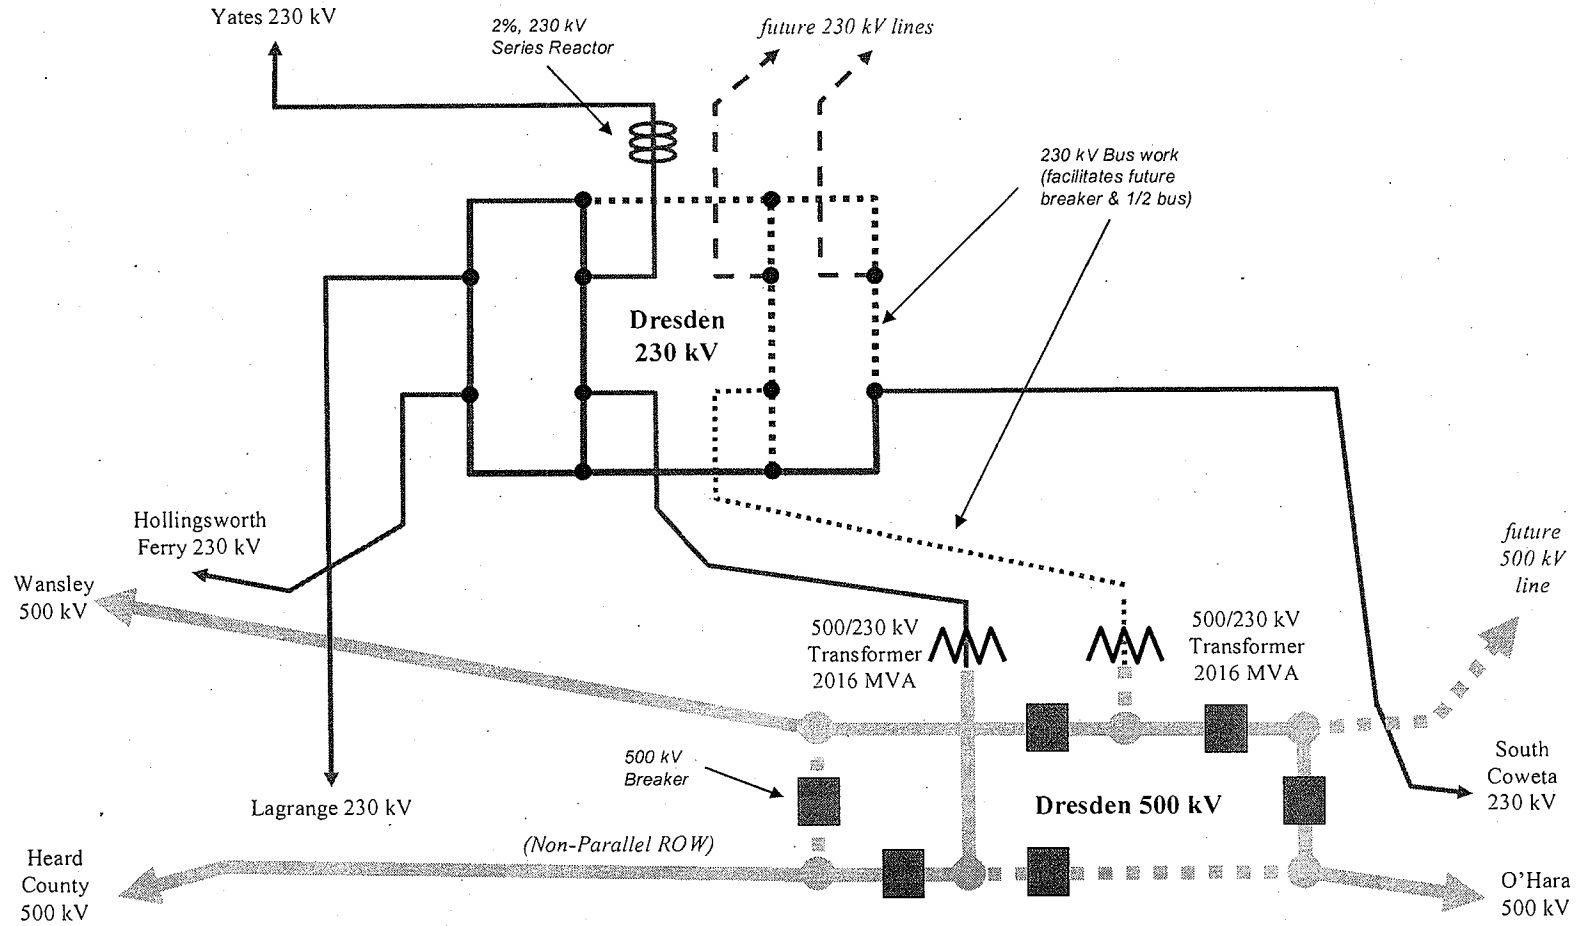 Yates 230 kV
2%, 230 kV
Series Reactor
future 230 kV lines
230 kV Bus work
(facilitates future
breaker & 1/2 bus)
Dresden
230 kV
Hollingsworth
Ferry 230 kV
Wansley
500 kV
future
500 kV
line
500/230 kV
Transformer
2016 MVA
500/230 kV
Transformer
2016 MVA
500 kV
Breaker
Dresden 500 kV
South
Coweta
230 kV
Lagrange 230 kV
(Non-Parallel ROW)
Heard
County
500 kV
O'Hara
500 kV